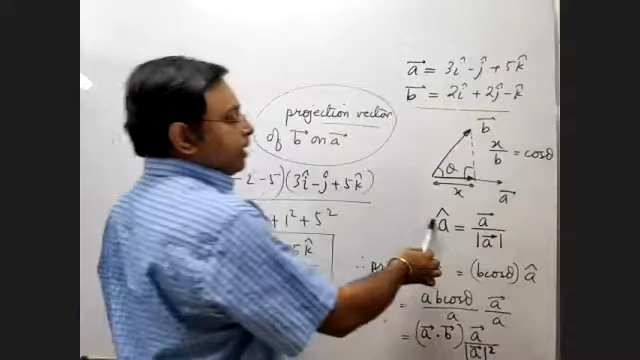 a⃗ = 3î - ĵ + 5k̂
b⃗ = 2î + 2ĵ - k̂
projection vector
of b⃗ on a⃗
b⃗
θ
x
a⃗
x/b = cosθ
- 2 - 5)(3î - ĵ + 5k̂)
+ 1² + 5²
5k̂
â = a⃗/|a⃗|
∴
= (b cosθ) â
= ab cosθ/a a⃗/a
= (a⃗ · b⃗) a⃗/|a⃗|²